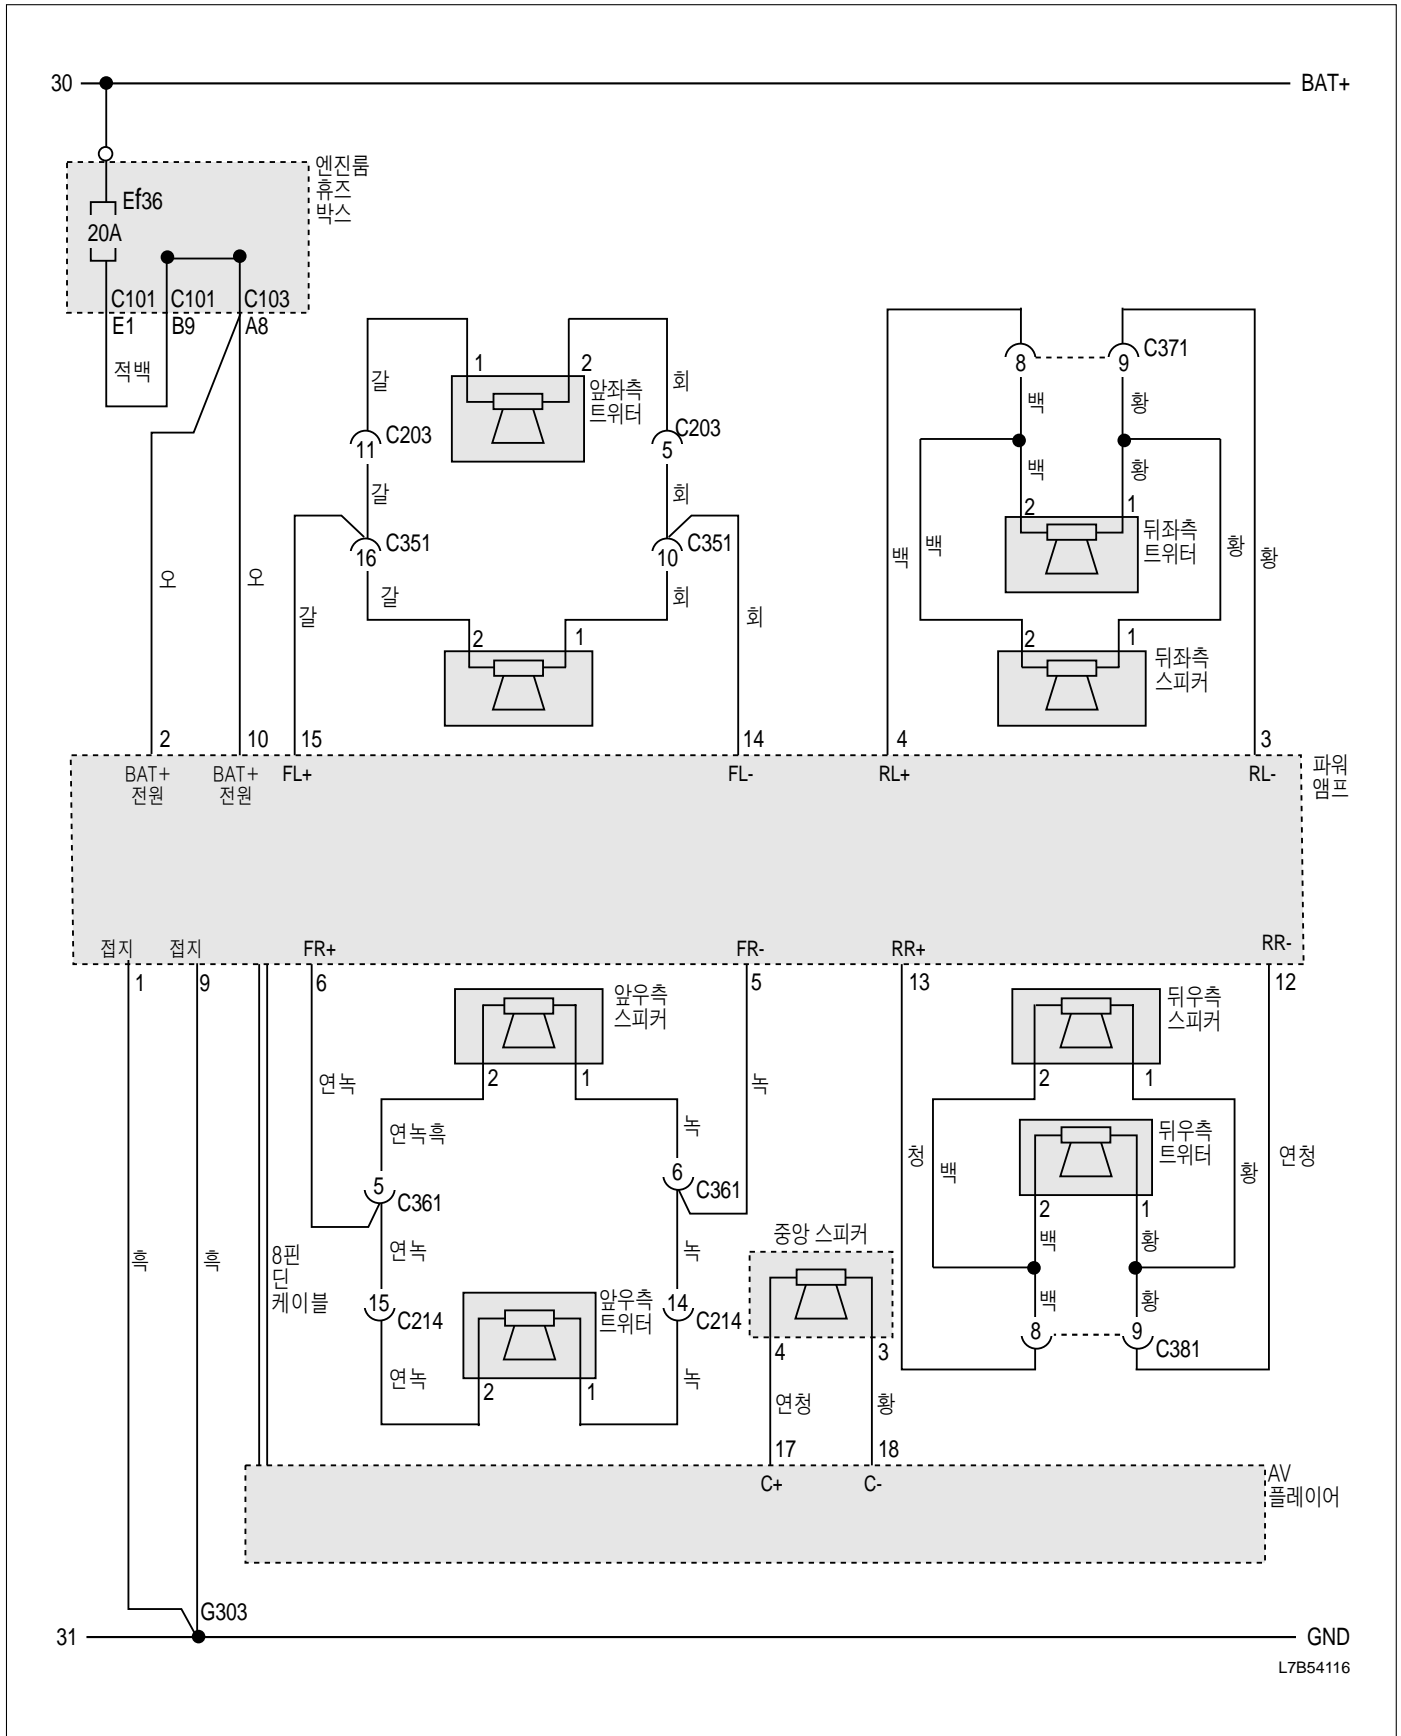 30
BAT+
엔진룸
휴즈
박스
Ef36
20A
C101
C101
C103
E1
B9
A8
적백
1
2
앞좌측
트위터
갈
회
C203
11
C203
5
갈
회
C351
16
C351
10
갈
회
갈
회
2
1
8
9
C371
백
황
백
황
2
1
뒤좌측
트위터
백
백
황
황
2
1
뒤좌측
스피커
오
오
2
10
15
14
4
3
BAT+
전원
BAT+
전원
FL+
FL-
RL+
RL-
파워
앰프
접지
접지
FR+
FR-
RR+
RR-
1
9
6
5
13
12
앞우측
스피커
2
1
뒤우측
스피커
2
1
연녹
녹
연녹흑
녹
5
C361
6
C361
뒤우측
트위터
2
1
청
백
황
연청
백
황
백
황
8
9
C381
흑
흑
8핀
딘
케이블
연녹
녹
15
C214
14
C214
앞우측
트위터
2
1
연녹
녹
중앙 스피커
4
3
연청
황
17
18
C+
C-
AV
플레이어
G303
31
GND
L7B54116